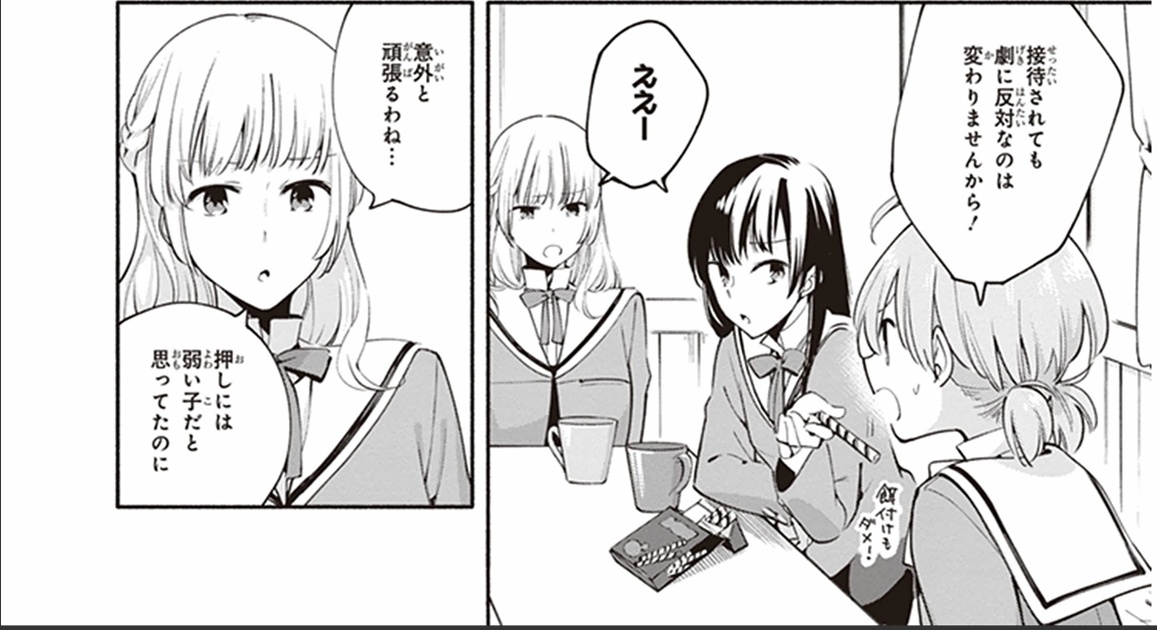 接待されても
劇に反対なのは
変わりませんから!
ええー
餌付けも
ダメ!
意外と
頑張るわね…
押しには
弱い子だと
思ってたのに